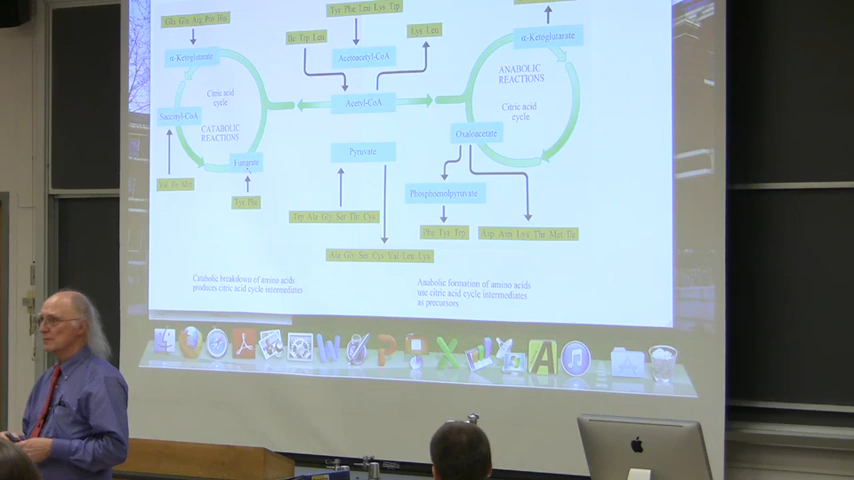 Glu Gln Arg Pro His
α-Ketoglutarate
Citric acid
cycle
Succinyl-CoA
CATABOLIC
REACTIONS
Fumarate
Val Ile Met
Tyr Phe
Tyr Phe Leu Lys Trp
Ile Trp Leu
Lys Leu
Acetoacetyl-CoA
Acetyl-CoA
Pyruvate
Trp Ala Gly Ser Thr Cys
Ala Gly Ser Cys Val Leu Lys
α-Ketoglutarate
ANABOLIC
REACTIONS
Citric acid
cycle
Oxaloacetate
Phosphoenolpyruvate
Phe Tyr Trp
Asp Asn Lys Thr Met Ile
Catabolic breakdown of amino acids
produces citric acid cycle intermediates
Anabolic formation of amino acids
use citric acid cycle intermediates
as precursors